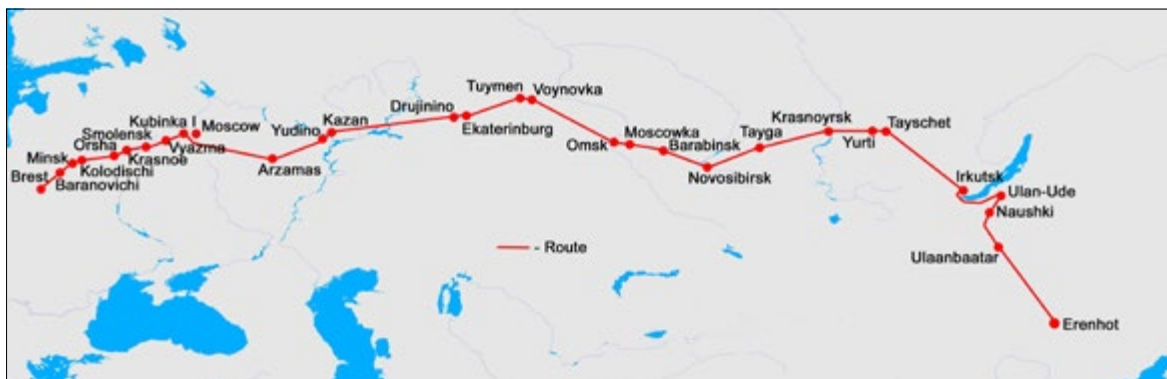 Brest
Baranovichi
Minsk
Kolodischi
Orsha
Krasnoe
Smolensk
Vyazma
Kubinka I
Moscow
Arzamas
Yudino
Kazan
Drujinino
Ekaterinburg
Tuymen
Voynovka
Omsk
Moscowka
Barabinsk
Novosibirsk
Tayga
Krasnoyrsk
Yurti
Tayschet
Irkutsk
Ulan-Ude
Naushki
Ulaanbaatar
Erenhot
- Route